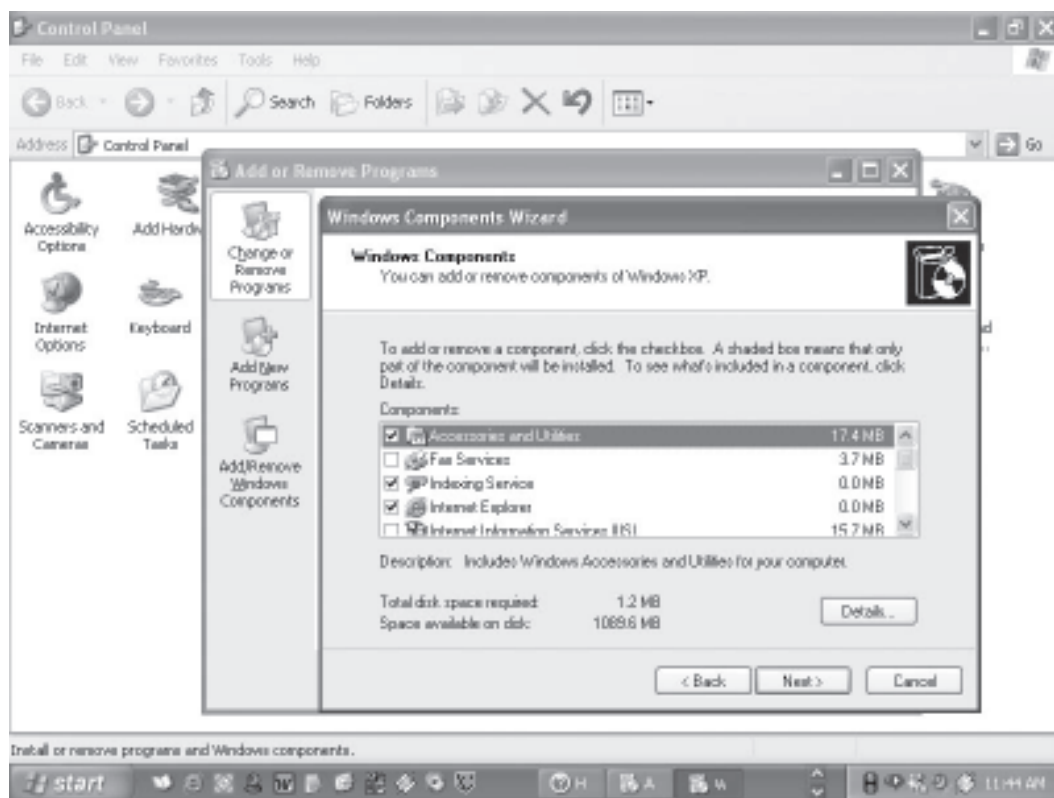 Control Panel
File Edit View Favorites Tools Help
Back Search Folders
Address Control Panel Go
Accessibility Options
Add Hardw
Internet Options
Keyboard
Scanners and Cameras
Scheduled Tasks
Add or Remove Programs
Change or Remove Programs
Add New Programs
Add/Remove Windows Components
Windows Components Wizard
Windows Components
You can add or remove components of Windows XP.
To add or remove a component, click the checkbox. A shaded box means that only
part of the component will be installed. To see what's included in a component, click
Details.
Components:
Accessories and Utilities 17.4 MB
Fax Services 3.7 MB
Indexing Service 0.0 MB
Internet Explorer 0.0 MB
Internet Information Services (IIS) 15.7 MB
Description: Includes Windows Accessories and Utilities for your computer.
Total disk space required: 1.2 MB
Space available on disk: 1089.6 MB
Details...
< Back Next > Cancel
Install or remove programs and Windows components.
start H A W 11:44 AM